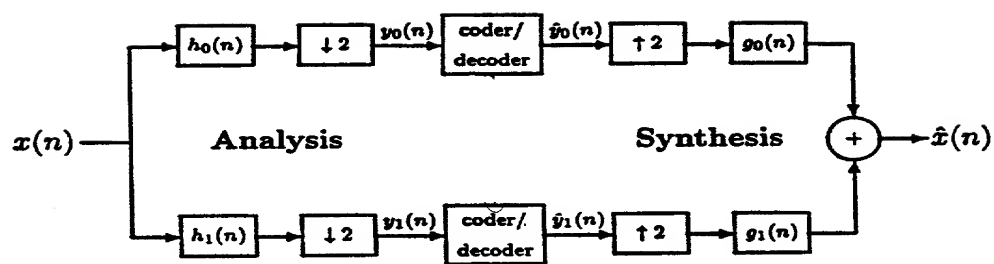 h₀(n) ↓2 y₀(n) coder/ decoder ŷ₀(n) ↑2 g₀(n)
x(n) Analysis Synthesis + x̂(n)
h₁(n) ↓2 y₁(n) coder/ decoder ŷ₁(n) ↑2 g₁(n)